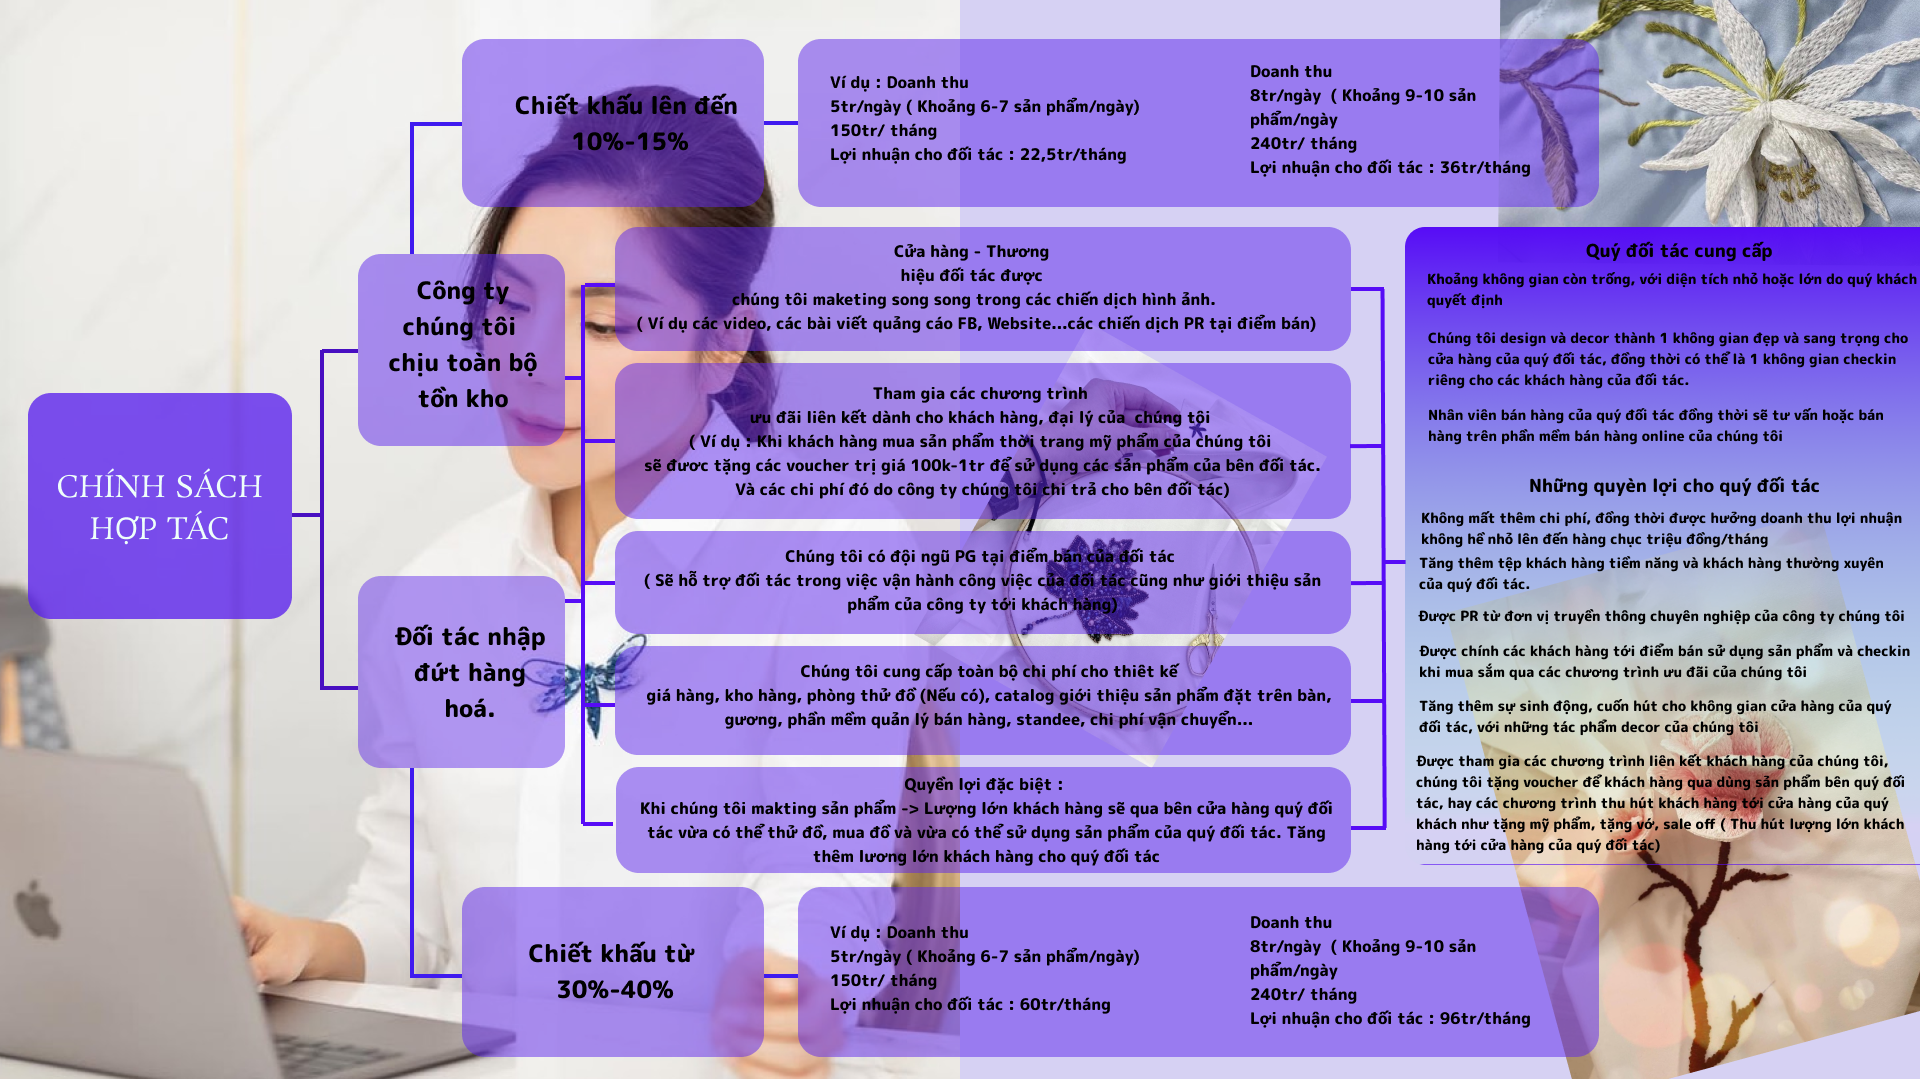 CHÍNH SÁCH
HỢP TÁC
Công ty
chúng tôi
chịu toàn bộ
tồn kho
Đối tác nhập
đứt hàng
hoá.
Chiết khấu lên đến
10%-15%
Ví dụ : Doanh thu
5tr/ngày ( Khoảng 6-7 sản phẩm/ngày)
150tr/ tháng
Lợi nhuận cho đối tác : 22,5tr/tháng
Doanh thu
8tr/ngày ( Khoảng 9-10 sản
phẩm/ngày
240tr/ tháng
Lợi nhuận cho đối tác : 36tr/tháng
Cửa hàng - Thương
hiệu đối tác được
chúng tôi maketing song song trong các chiến dịch hình ảnh.
( Ví dụ các video, các bài viết quảng cáo FB, Website...các chiến dịch PR tại điểm bán)
Tham gia các chương trình
ưu đãi liên kết dành cho khách hàng, đại lý của chúng tôi
( Ví dụ : Khi khách hàng mua sản phẩm thời trang mỹ phẩm của chúng tôi
sẽ đươc tặng các voucher trị giá 100k-1tr để sử dụng các sản phẩm của bên đối tác.
Và các chi phí đó do công ty chúng tôi chi trả cho bên đối tác)
Chúng tôi có đội ngũ PG tại điểm bán của đối tác
( Sẽ hỗ trợ đối tác trong việc vận hành công việc của đối tác cũng như giới thiệu sản
phẩm của công ty tới khách hàng)
Chúng tôi cung cấp toàn bộ chi phí cho thiêt kế
giá hàng, kho hàng, phòng thử đồ (Nếu có), catalog giới thiệu sản phẩm đặt trên bàn,
gương, phần mềm quản lý bán hàng, standee, chi phí vận chuyển...
Quyền lợi đặc biệt :
Khi chúng tôi makting sản phẩm -> Lượng lớn khách hàng sẽ qua bên cửa hàng quý đối
tác vừa có thể thử đồ, mua đồ và vừa có thể sử dụng sản phẩm của quý đối tác. Tăng
thêm lương lớn khách hàng cho quý đối tác
Chiết khấu từ
30%-40%
Ví dụ : Doanh thu
5tr/ngày ( Khoảng 6-7 sản phẩm/ngày)
150tr/ tháng
Lợi nhuận cho đối tác : 60tr/tháng
Doanh thu
8tr/ngày ( Khoảng 9-10 sản
phẩm/ngày
240tr/ tháng
Lợi nhuận cho đối tác : 96tr/tháng
Quý đối tác cung cấp
Khoảng không gian còn trống, với diện tích nhỏ hoặc lớn do quý khách
quyết định
Chúng tôi design và decor thành 1 không gian đẹp và sang trọng cho
cửa hàng của quý đối tác, đồng thời có thể là 1 không gian checkin
riêng cho các khách hàng của đối tác.
Nhân viên bán hàng của quý đối tác đồng thời sẽ tư vấn hoặc bán
hàng trên phần mềm bán hàng online của chúng tôi
Những quyèn lợi cho quý đối tác
Không mất thêm chi phí, đồng thời được hưởng doanh thu lợi nhuận
không hề nhỏ lên đến hàng chục triệu đồng/tháng
Tăng thêm tệp khách hàng tiềm năng và khách hàng thường xuyên
của quý đối tác.
Được PR từ đơn vị truyền thông chuyên nghiệp của công ty chúng tôi
Được chính các khách hàng tới điểm bán sử dụng sản phẩm và checkin
khi mua sắm qua các chương trình ưu đãi của chúng tôi
Tăng thêm sự sinh động, cuốn hút cho không gian cửa hàng của quý
đối tác, với những tác phẩm decor của chúng tôi
Được tham gia các chương trình liên kết khách hàng của chúng tôi,
chúng tôi tặng voucher để khách hàng qua dùng sản phẩm bên quý đối
tác, hay các chương trình thu hút khách hàng tới cửa hàng của quý
khách như tặng mỹ phẩm, tặng vớ, sale off ( Thu hút lượng lớn khách
hàng tới cửa hàng của quý đối tác)